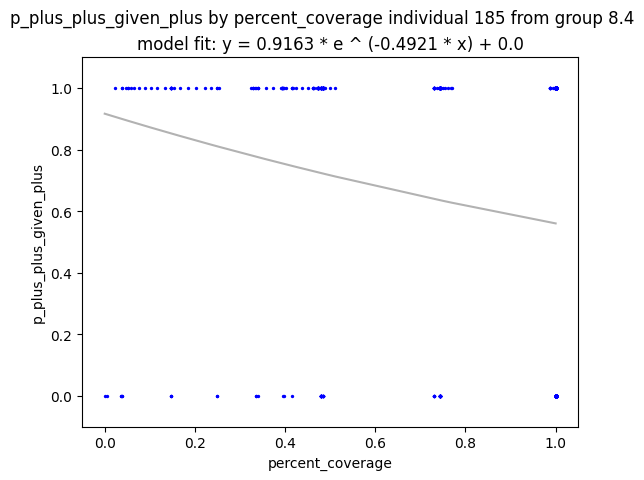 p_plus_plus_given_plus by percent_coverage individual 185 from group 8.4
model fit: y = 0.9163 * e ^ (-0.4921 * x) + 0.0
1.0
0.8
0.6
0.4
0.2
0.0
p_plus_plus_given_plus
0.0 0.2 0.4 0.6 0.8 1.0
percent_coverage